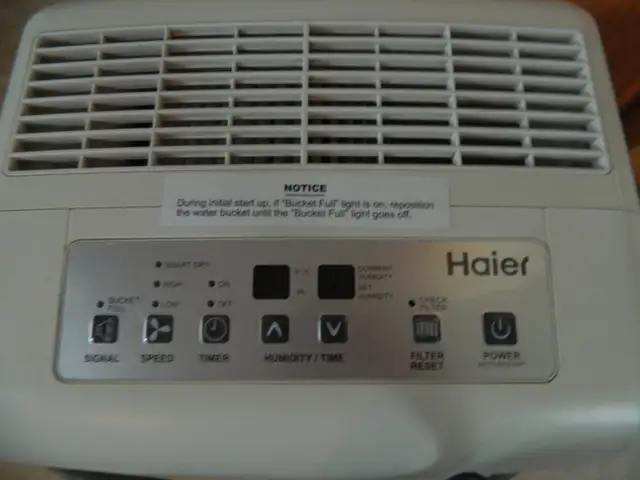 NOTICE
During initial start up, if "Bucket Full" light is on, reposition
the water bucket until the "Bucket Full" light goes off.
Haier
SMART DRY
HIGH
ON
CURRENT
HUMIDITY
SET
HUMIDITY
BUCKET
FULL
LOW
OFF
CHECK
FILTER
SIGNAL
SPEED
TIMER
HUMIDITY / TIME
FILTER
RESET
POWER